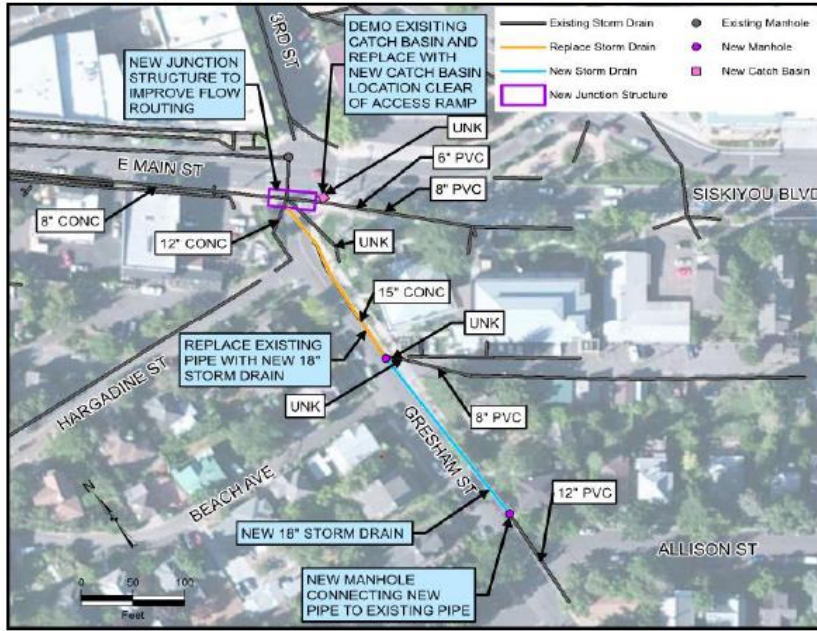 3RD ST
DEMO EXISITING
CATCH BASIN AND
REPLACE WITH
NEW CATCH BASIN
LOCATION CLEAR
OF ACCESS RAMP
NEW JUNCTION
STRUCTURE TO
IMPROVE FLOW
ROUTING
Existing Storm Drain
Replace Storm Drain
New Storm Drain
New Junction Structure
Existing Manhole
New Manhole
New Catch Basin
UNK
6" PVC
8" PVC
E MAIN ST
SISKIYOU BLVD
8" CONC
12" CONC
UNK
15" CONC
UNK
REPLACE EXISTING
PIPE WITH NEW 18"
STORM DRAIN
HARGADINE ST
UNK
8" PVC
GRESHAM ST
BEACH AVE
12" PVC
N
NEW 18" STORM DRAIN
ALLISON ST
NEW MANHOLE
CONNECTING NEW
PIPE TO EXISTING PIPE
0 50 100
Feet